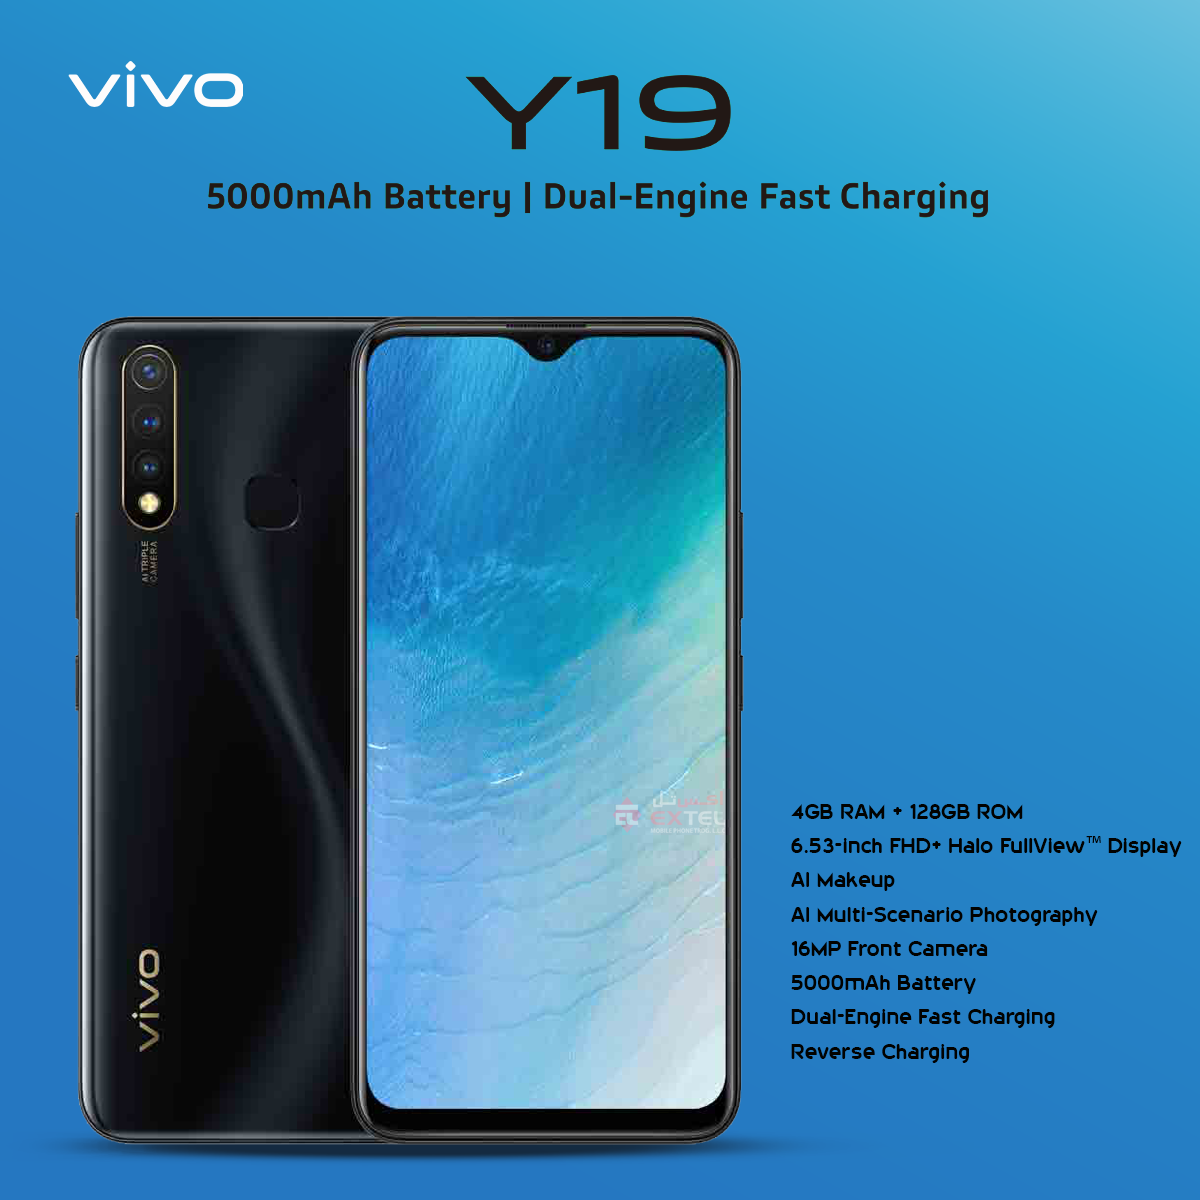 vivo
Y19
5000mAh Battery | Dual-Engine Fast Charging
AI TRIPLE
CAMERA
vivo
EXTEL
4GB RAM + 128GB ROM
6.53-inch FHD+ Halo FullView™ Display
AI Makeup
AI Multi-Scenario Photography
16MP Front Camera
5000mAh Battery
Dual-Engine Fast Charging
Reverse Charging